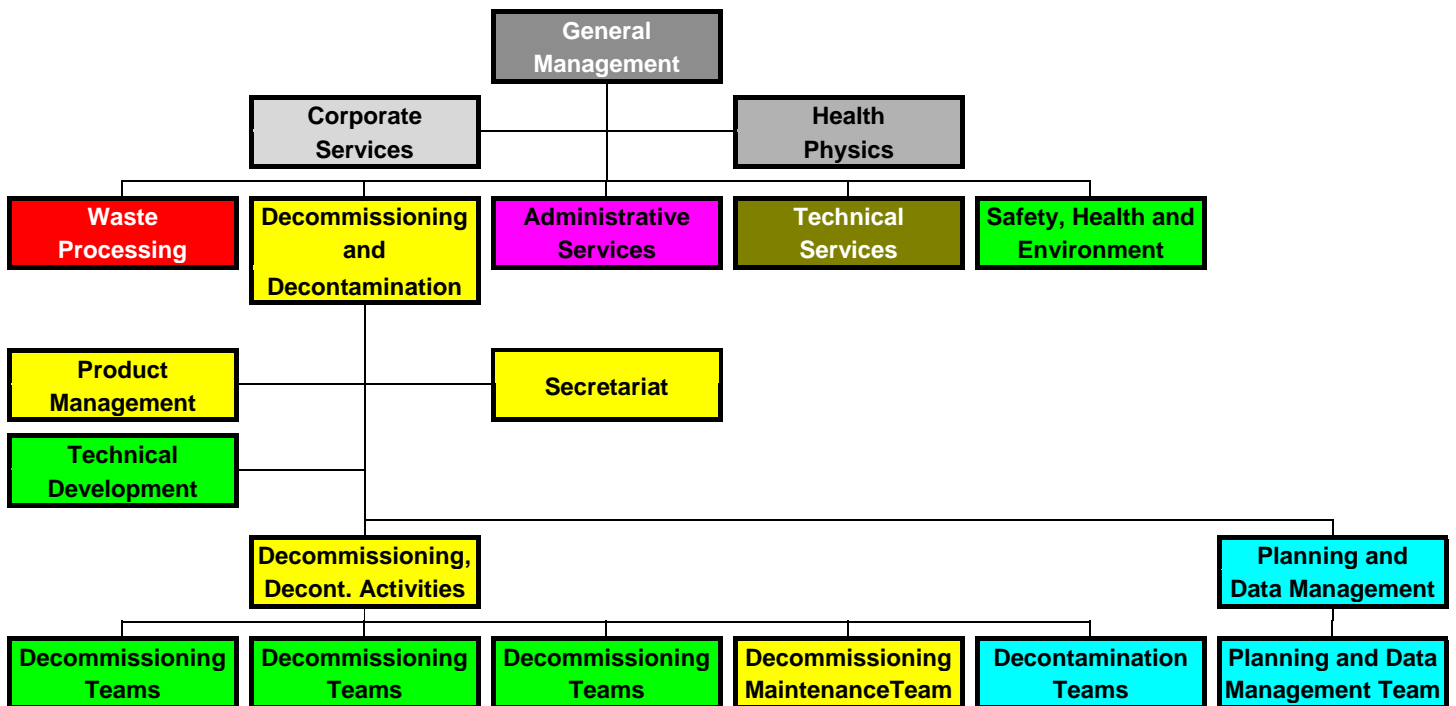 General
Management
Corporate
Services
Health
Physics
Waste
Processing
Decommissioning
and
Decontamination
Administrative
Services
Technical
Services
Safety, Health and
Environment
Product
Management
Secretariat
Technical
Development
Decommissioning,
Decont. Activities
Planning and
Data Management
Decommissioning
Teams
Decommissioning
Teams
Decommissioning
Teams
Decommissioning
MaintenanceTeam
Decontamination
Teams
Planning and Data
Management Team